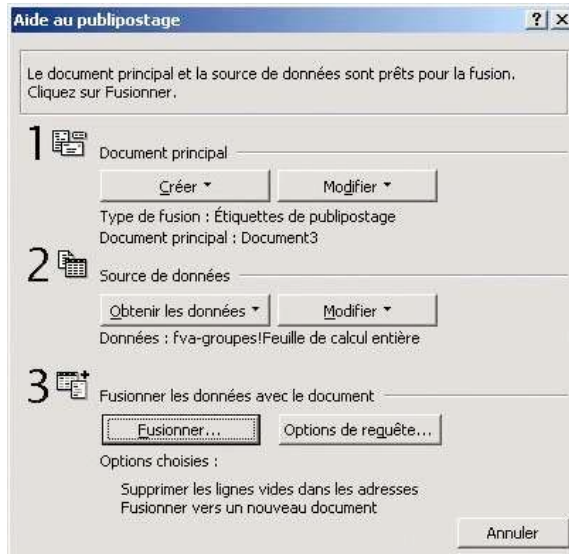 Aide au publipostage
Le document principal et la source de données sont prêts pour la fusion.
Cliquez sur Fusionner.
1
Document principal
Créer
Modifier
Type de fusion : Étiquettes de publipostage
Document principal : Document3
2
Source de données
Obtenir les données
Modifier
Données : fva-groupes!Feuille de calcul entière
3
Fusionner les données avec le document
Fusionner...
Options de requête...
Options choisies :
Supprimer les lignes vides dans les adresses
Fusionner vers un nouveau document
Annuler